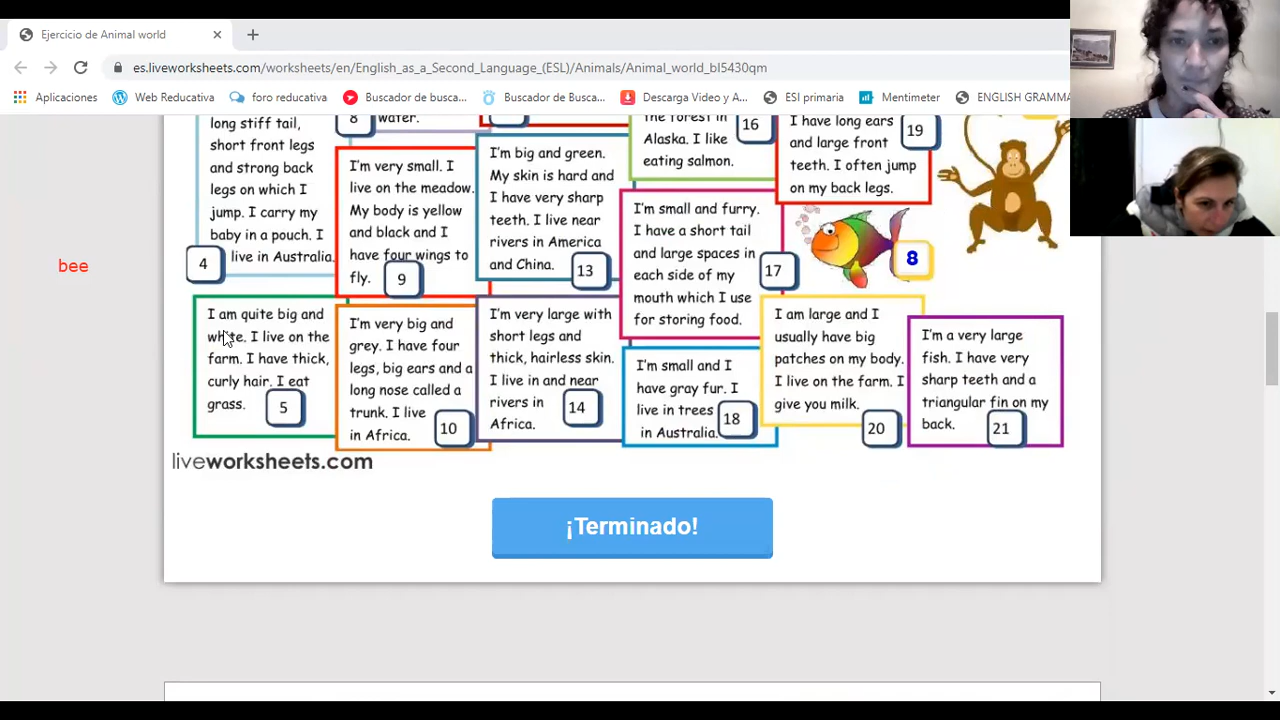 Ejercicio de Animal world
es.liveworksheets.com/worksheets/en/English_as_a_Second_Language_(ESL)/Animals/Animal_world_bl5430qm
Aplicaciones
Web Reducativa
foro reducativa
Buscador de busca...
Buscador de Busca...
Descarga Video y A...
ESI primaria
Mentimeter
ENGLISH GRAMMA
bee
long stiff tail,
short front legs
and strong back
legs on which I
jump. I carry my
baby in a pouch. I
live in Australia.
4
I am quite big and
white. I live on the
farm. I have thick,
curly hair. I eat
grass.
5
water.
8
I'm very small. I
live on the meadow.
My body is yellow
and black and I
have four wings to
fly.
9
I'm very big and
grey. I have four
legs, big ears and a
long nose called a
trunk. I live
in Africa.
10
I'm big and green.
My skin is hard and
I have very sharp
teeth. I live near
rivers in America
and China.
13
I'm very large with
short legs and
thick, hairless skin.
I live in and near
rivers in
Africa.
14
the forest in
Alaska. I like
eating salmon.
16
I'm small and furry.
I have a short tail
and large spaces in
each side of my
mouth which I use
for storing food.
17
I'm small and I
have gray fur. I
live in trees
in Australia.
18
I have long ears
and large front
teeth. I often jump
on my back legs.
19
8
I am large and I
usually have big
patches on my body.
I live on the farm. I
give you milk.
20
I'm a very large
fish. I have very
sharp teeth and a
triangular fin on my
back.
21
liveworksheets.com
¡Terminado!